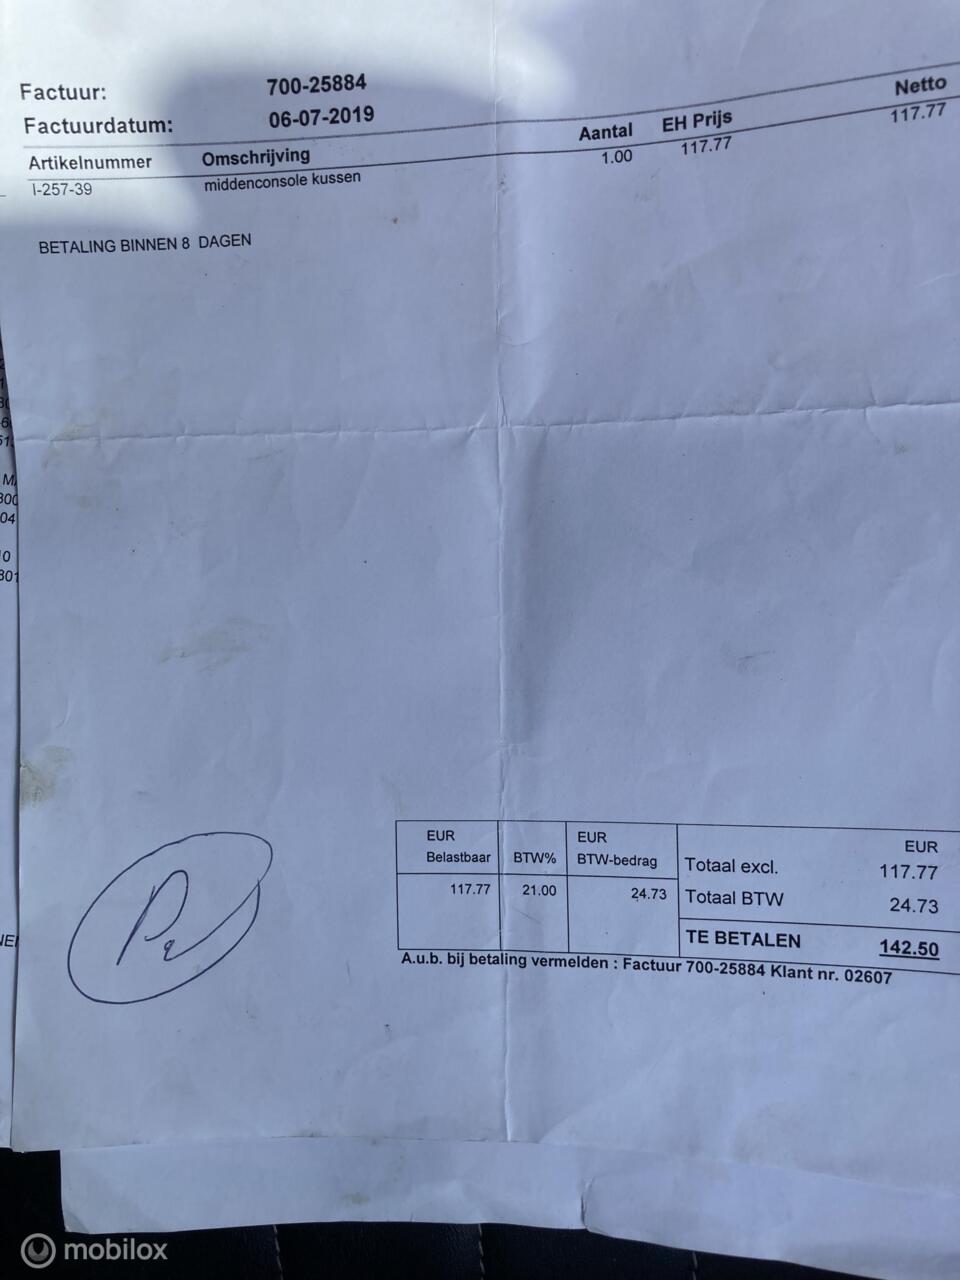 Factuur: 700-25884
Factuurdatum: 06-07-2019
Artikelnummer Omschrijving Aantal EH Prijs Netto
I-257-39 middenconsole kussen 1.00 117.77 117.77
BETALING BINNEN 8 DAGEN
EUR EUR EUR
Belastbaar BTW% BTW-bedrag Totaal excl. 117.77
117.77 21.00 24.73 Totaal BTW 24.73
TE BETALEN 142.50
A.u.b. bij betaling vermelden : Factuur 700-25884 Klant nr. 02607
mobilox